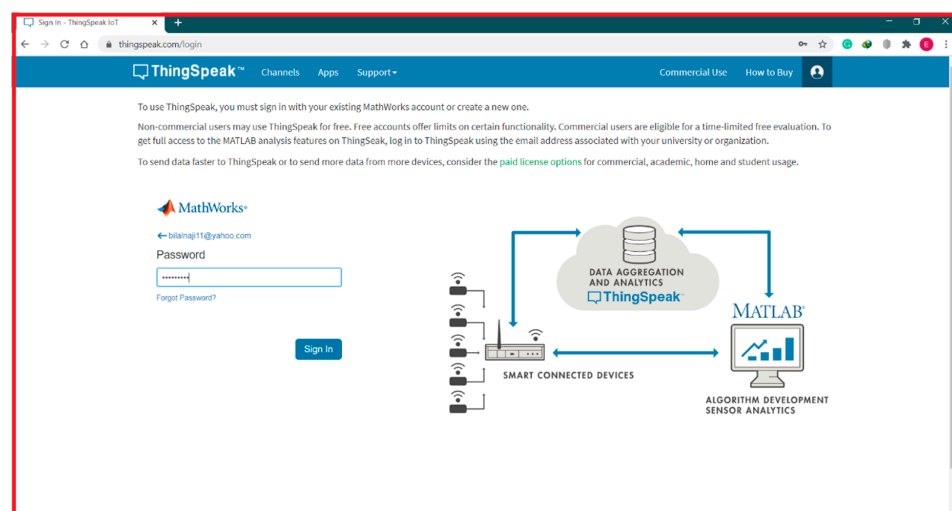 Sign In - ThingSpeak IoT
thingspeak.com/login
E
ThingSpeak™ Channels Apps Support Commercial Use How to Buy
To use ThingSpeak, you must sign in with your existing MathWorks account or create a new one.
Non-commercial users may use ThingSpeak for free. Free accounts offer limits on certain functionality. Commercial users are eligible for a time-limited free evaluation. To
get full access to the MATLAB analysis features on ThingSeak, log in to ThingSpeak using the email address associated with your university or organization.
To send data faster to ThingSpeak or to send more data from more devices, consider the paid license options for commercial, academic, home and student usage.
MathWorks®
bilalnaji11@yahoo.com
Password
Forgot Password?
Sign In
DATA AGGREGATION
AND ANALYTICS
ThingSpeak™
MATLAB®
SMART CONNECTED DEVICES
ALGORITHM DEVELOPMENT
SENSOR ANALYTICS